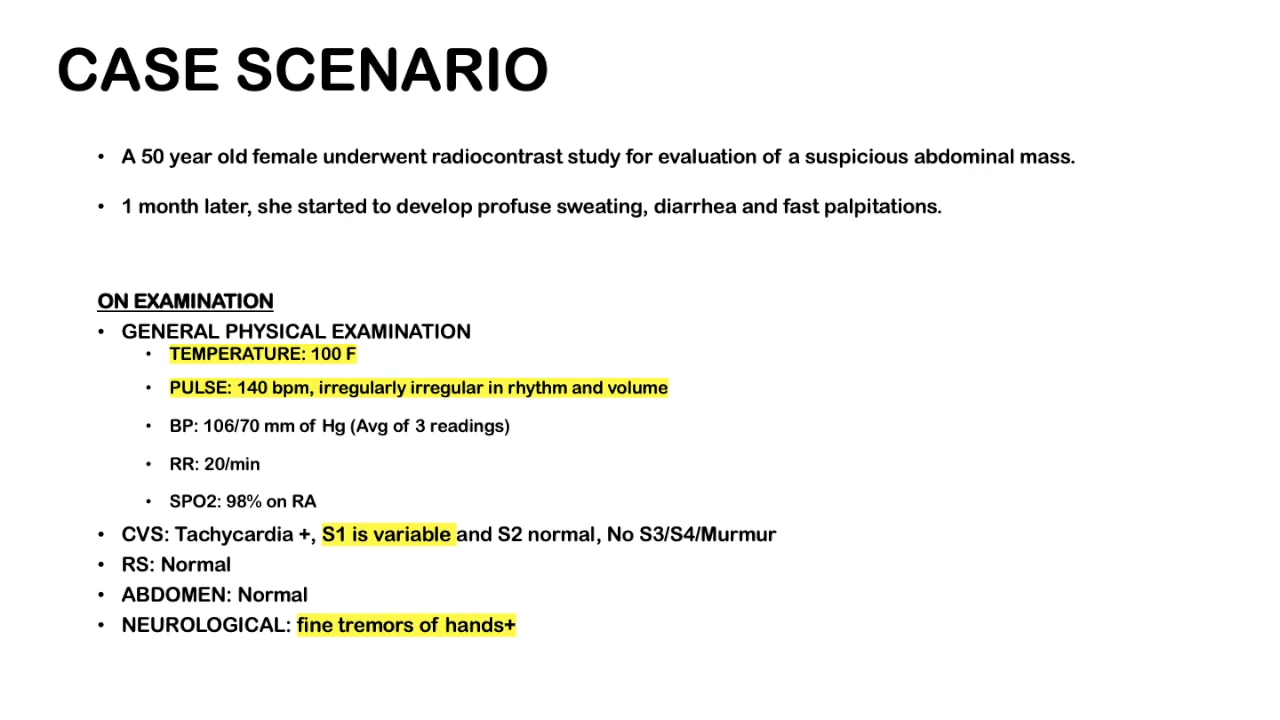 CASE SCENARIO
• A 50 year old female underwent radiocontrast study for evaluation of a suspicious abdominal mass.
• 1 month later, she started to develop profuse sweating, diarrhea and fast palpitations.
ON EXAMINATION
• GENERAL PHYSICAL EXAMINATION
• TEMPERATURE: 100 F
• PULSE: 140 bpm, irregularly irregular in rhythm and volume
• BP: 106/70 mm of Hg (Avg of 3 readings)
• RR: 20/min
• SPO2: 98% on RA
• CVS: Tachycardia +, S1 is variable and S2 normal, No S3/S4/Murmur
• RS: Normal
• ABDOMEN: Normal
• NEUROLOGICAL: fine tremors of hands+